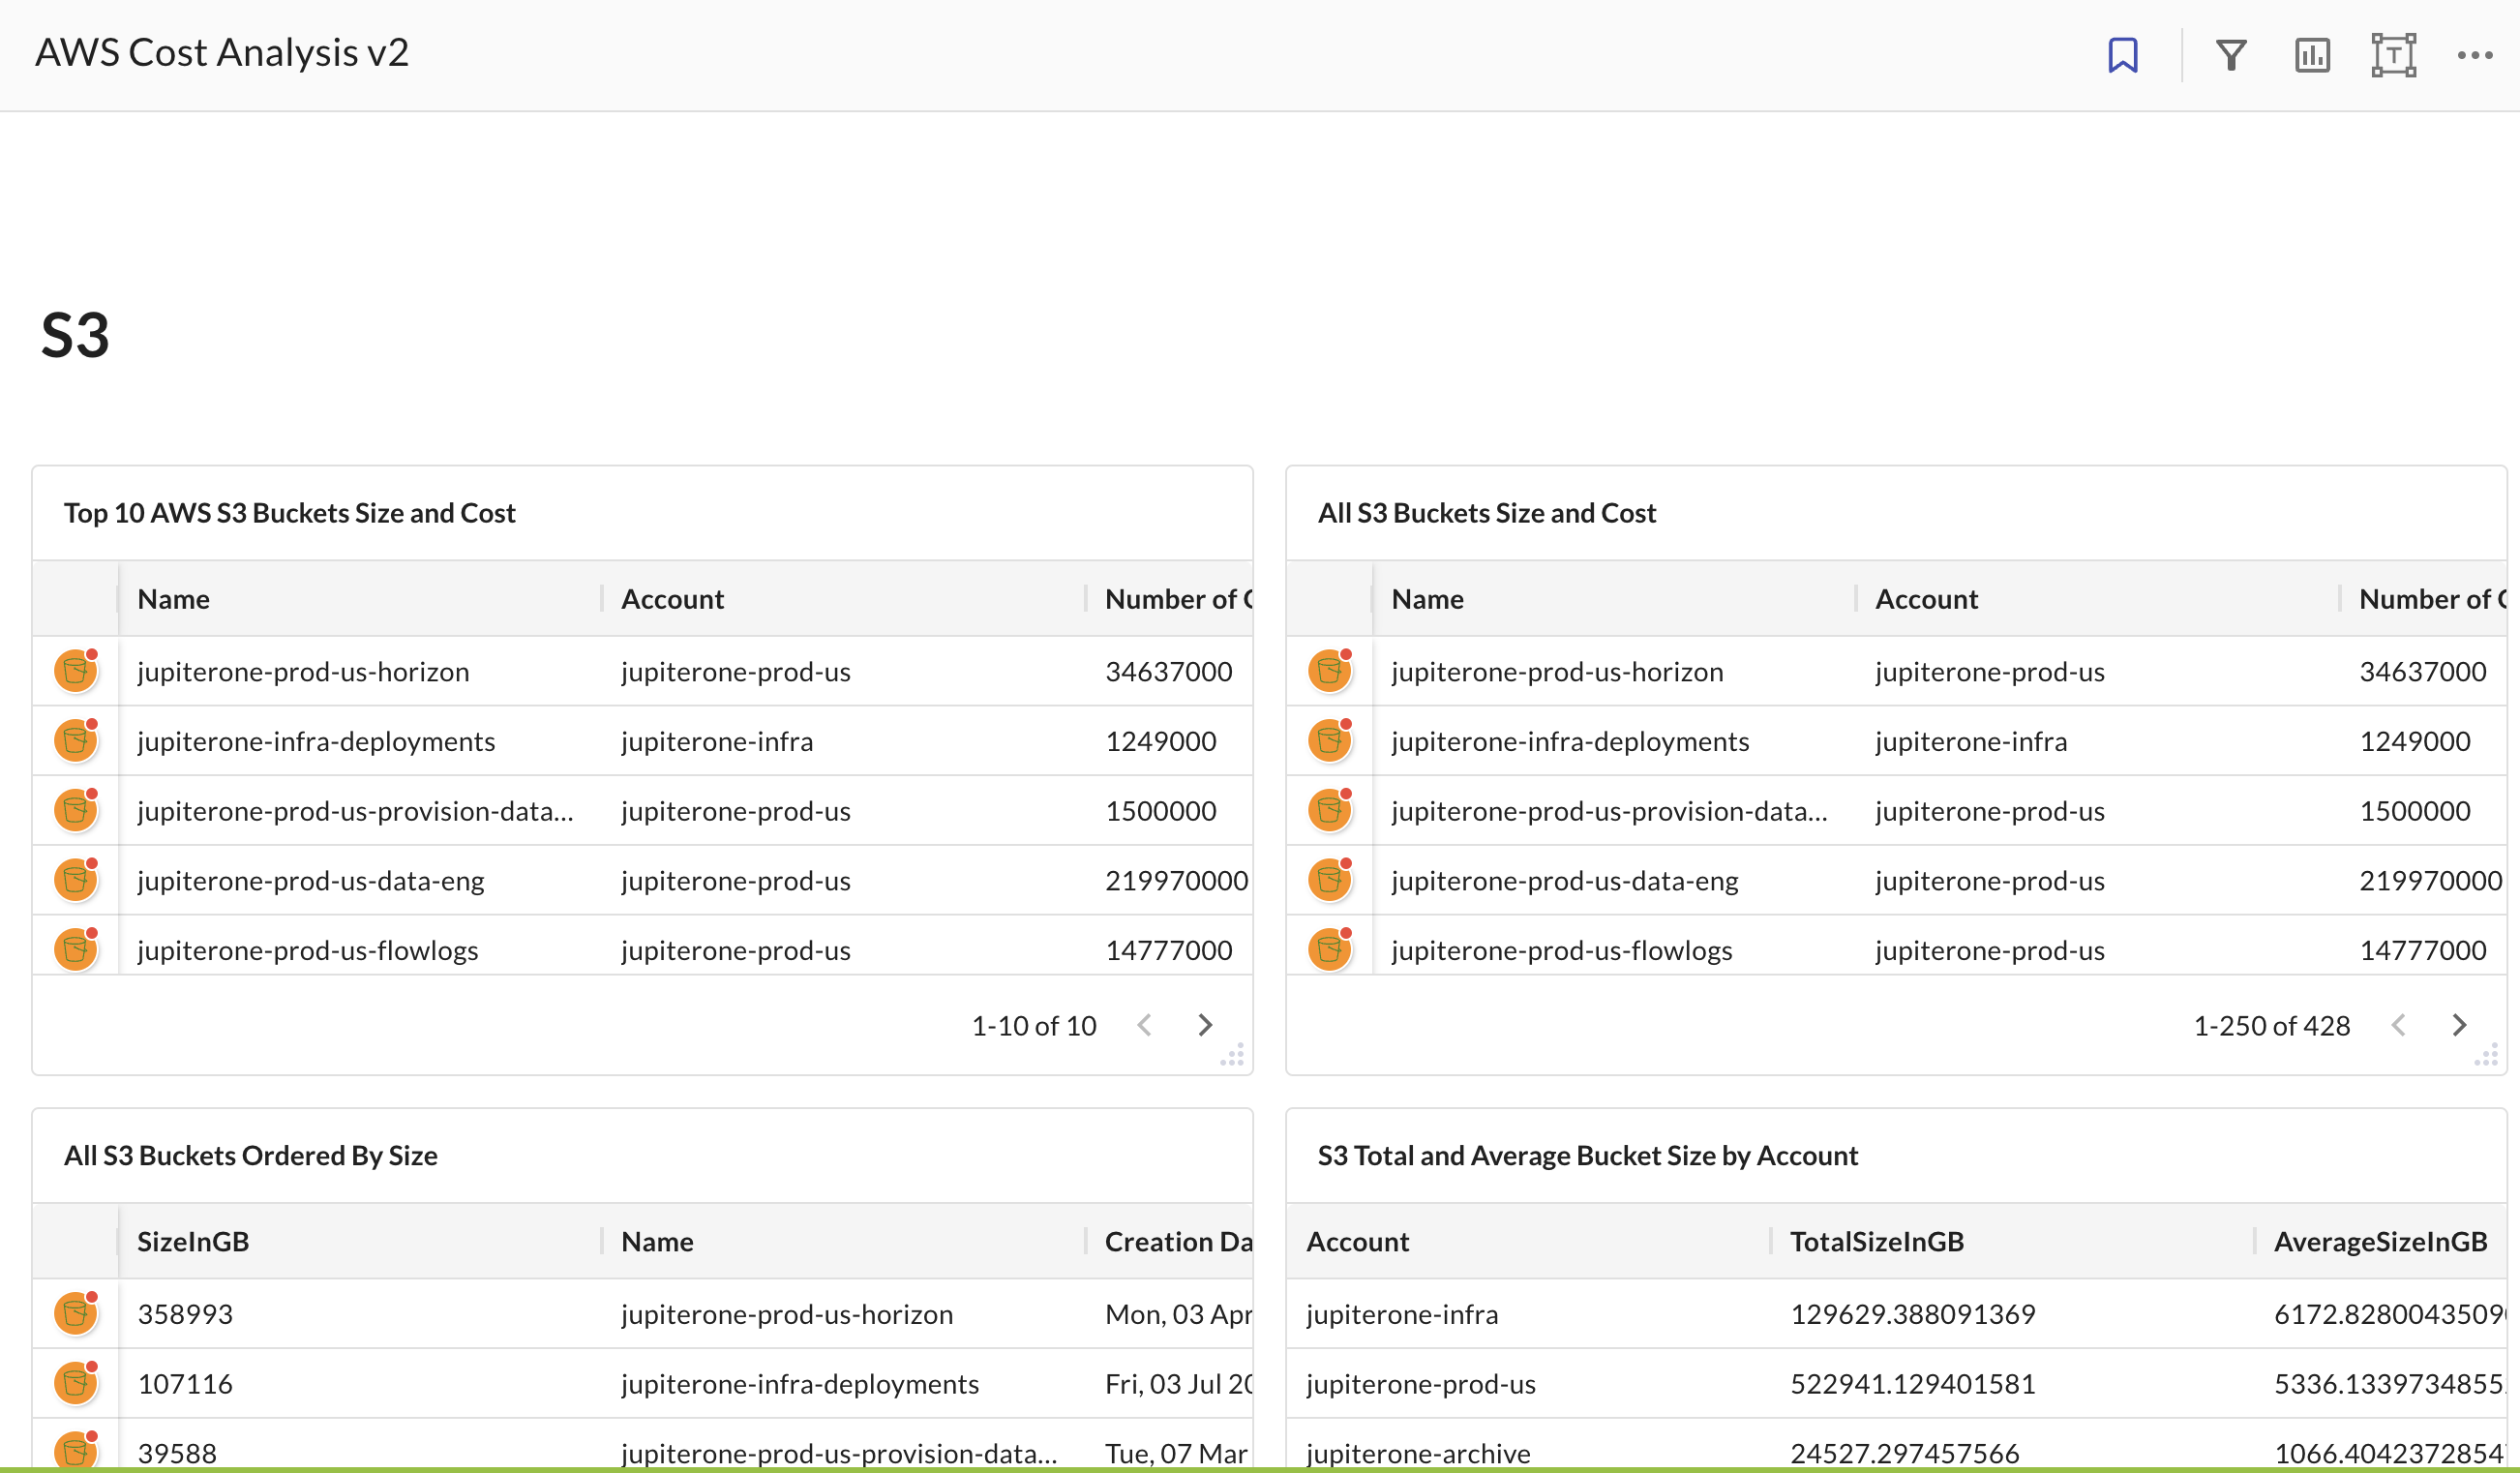 AWS Cost Analysis v2
S3
Top 10 AWS S3 Buckets Size and Cost
Name Account Number of
jupiterone-prod-us-horizon jupiterone-prod-us 34637000
jupiterone-infra-deployments jupiterone-infra 1249000
jupiterone-prod-us-provision-data... jupiterone-prod-us 1500000
jupiterone-prod-us-data-eng jupiterone-prod-us 219970000
jupiterone-prod-us-flowlogs jupiterone-prod-us 14777000
1-10 of 10
All S3 Buckets Size and Cost
Name Account Number of
jupiterone-prod-us-horizon jupiterone-prod-us 34637000
jupiterone-infra-deployments jupiterone-infra 1249000
jupiterone-prod-us-provision-data... jupiterone-prod-us 1500000
jupiterone-prod-us-data-eng jupiterone-prod-us 219970000
jupiterone-prod-us-flowlogs jupiterone-prod-us 14777000
1-250 of 428
All S3 Buckets Ordered By Size
SizeInGB Name Creation Da
358993 jupiterone-prod-us-horizon Mon, 03 Apr
107116 jupiterone-infra-deployments Fri, 03 Jul 20
39588 jupiterone-prod-us-provision-data... Tue, 07 Mar
S3 Total and Average Bucket Size by Account
Account TotalSizeInGB AverageSizeInGB
jupiterone-infra 129629.388091369 6172.8280043509
jupiterone-prod-us 522941.129401581 5336.1339734855
jupiterone-archive 24527.297457566 1066.4042372854